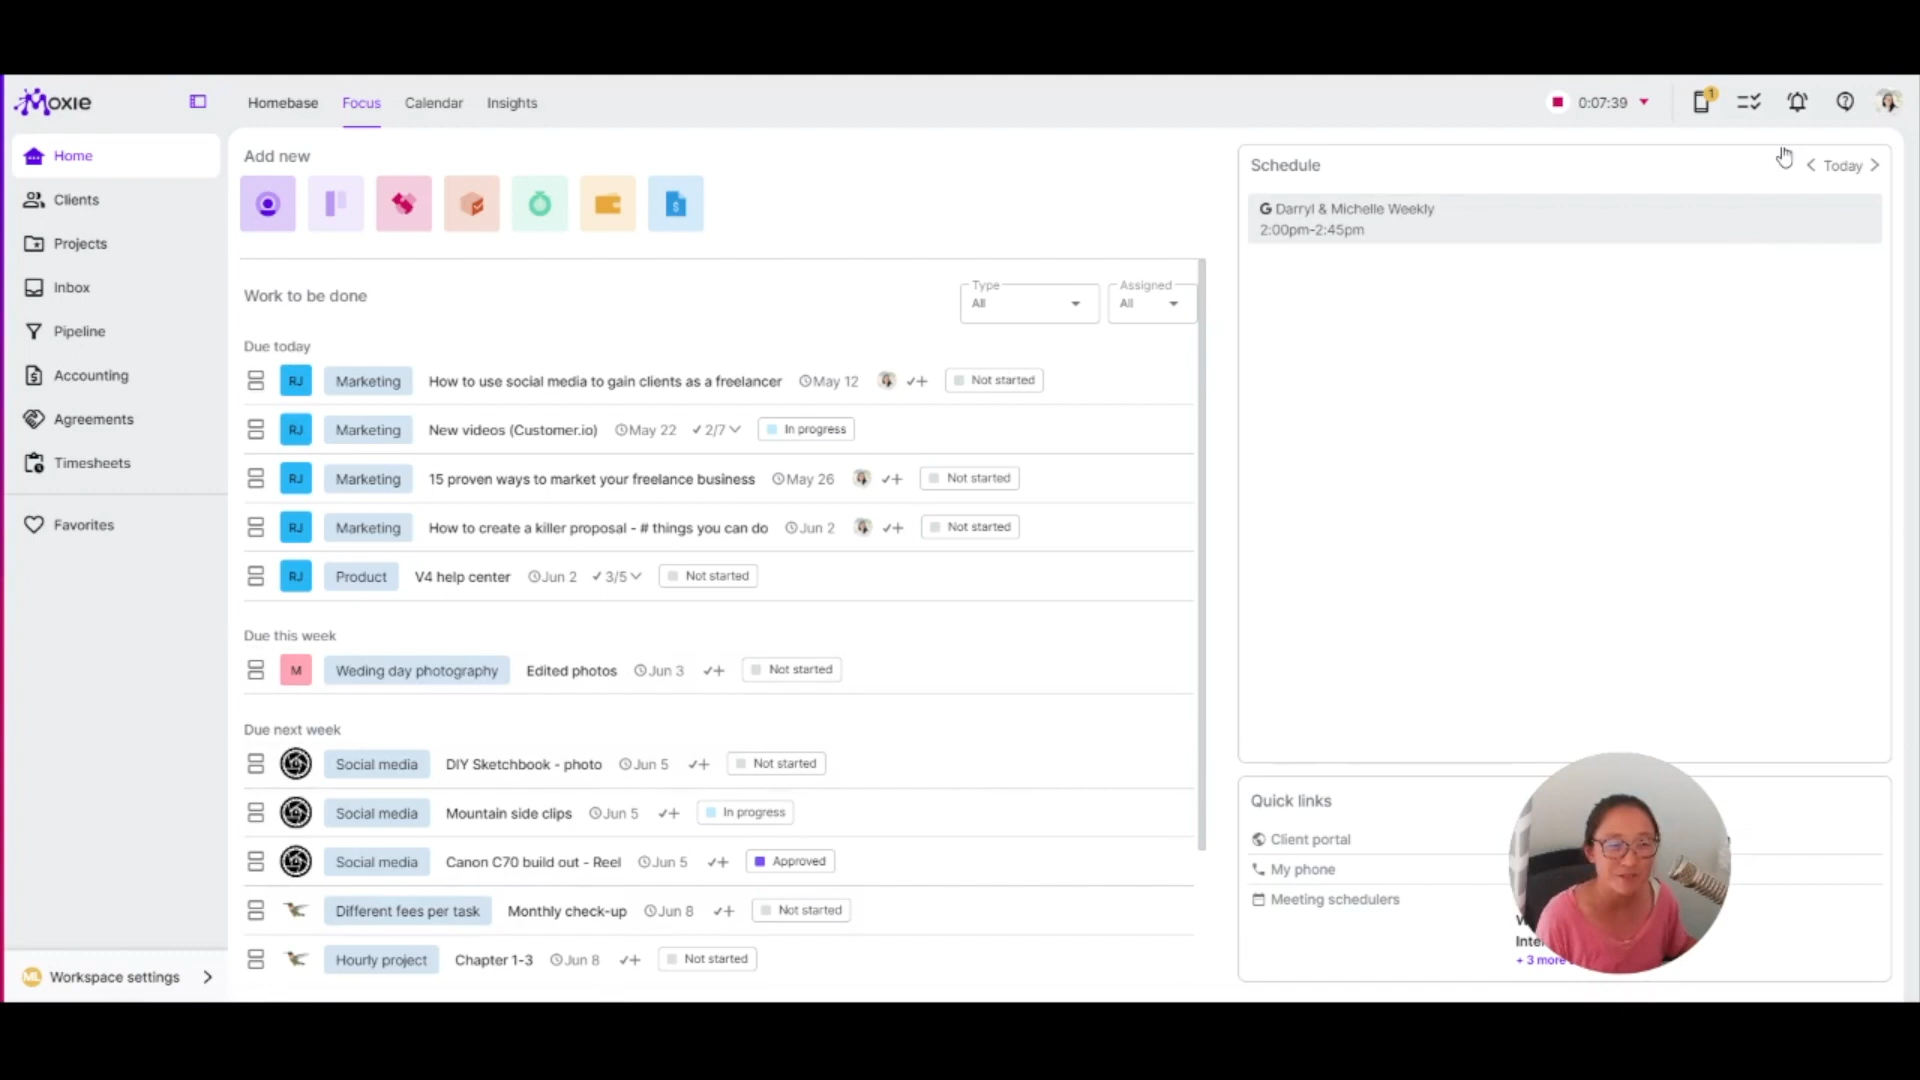 Moxie
Homebase Focus Calendar Insights
0:07:39
1
Home
Clients
Projects
Inbox
Pipeline
Accounting
Agreements
Timesheets
Favorites
ML Workspace settings
Add new
Work to be done
Type
All
Assigned
All
Due today
RJ Marketing How to use social media to gain clients as a freelancer May 12 Not started
RJ Marketing New videos (Customer.io) May 22 2/7 In progress
RJ Marketing 15 proven ways to market your freelance business May 26 Not started
RJ Marketing How to create a killer proposal - # things you can do Jun 2 Not started
RJ Product V4 help center Jun 2 3/5 Not started
Due this week
M Weding day photography Edited photos Jun 3 Not started
Due next week
Social media DIY Sketchbook - photo Jun 5 Not started
Social media Mountain side clips Jun 5 In progress
Social media Canon C70 build out - Reel Jun 5 Approved
Different fees per task Monthly check-up Jun 8 Not started
Hourly project Chapter 1-3 Jun 8 Not started
Schedule
Today
G Darryl & Michelle Weekly
2:00pm-2:45pm
Quick links
Client portal
My phone
Meeting schedulers
+ 3 more